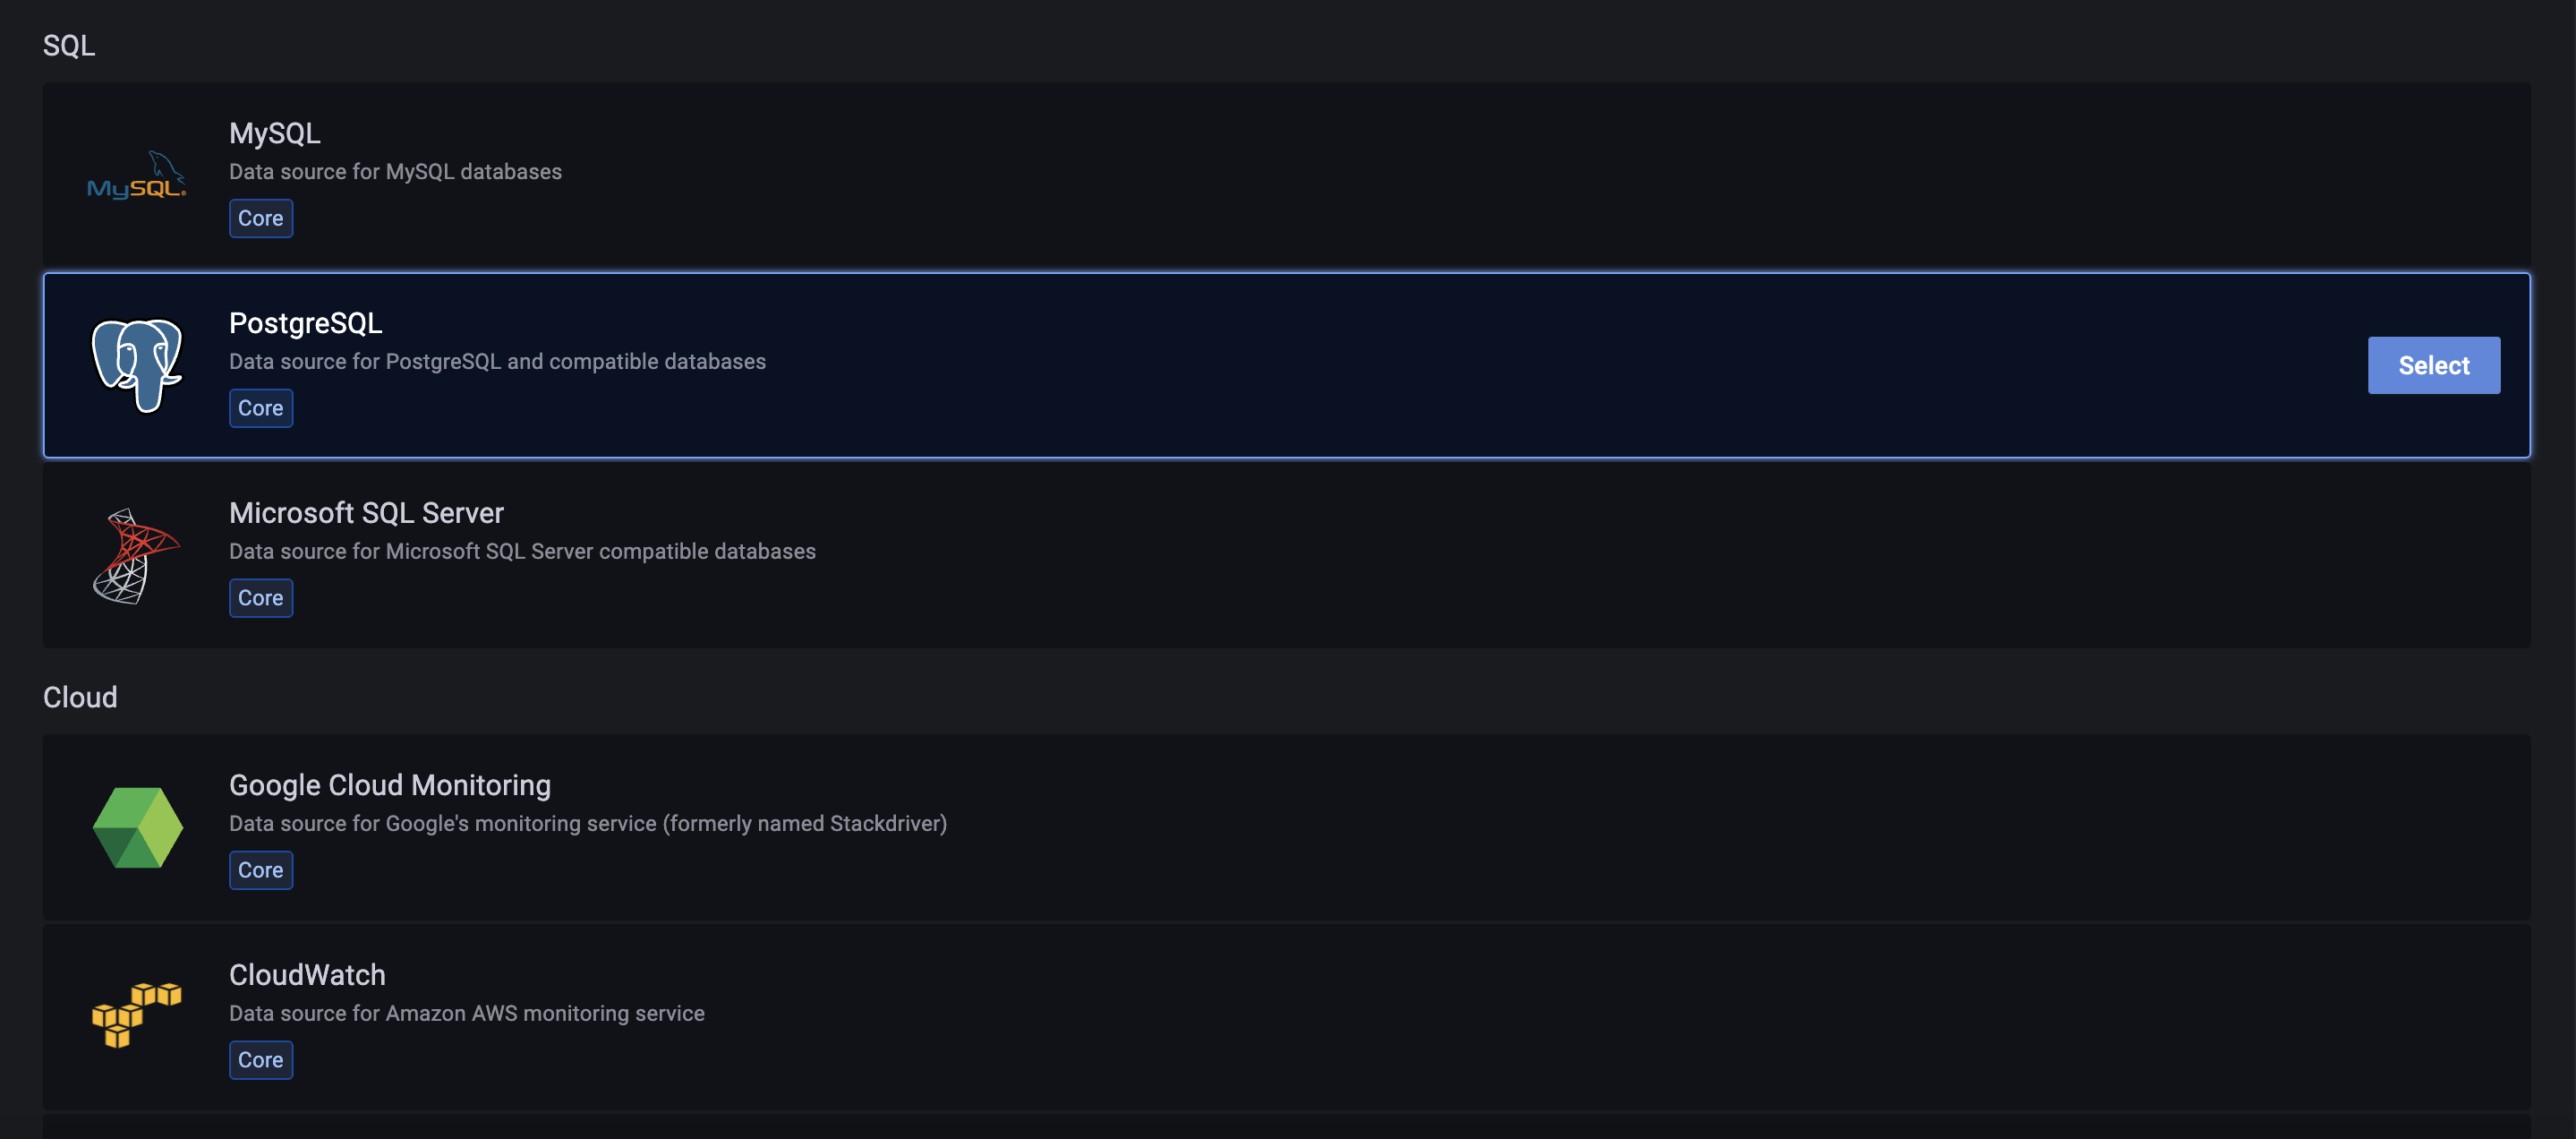 SQL
MySQL
Data source for MySQL databases
MySQL®
Core
PostgreSQL
Data source for PostgreSQL and compatible databases
Select
Core
Microsoft SQL Server
Data source for Microsoft SQL Server compatible databases
Core
Cloud
Google Cloud Monitoring
Data source for Google's monitoring service (formerly named Stackdriver)
Core
CloudWatch
Data source for Amazon AWS monitoring service
Core